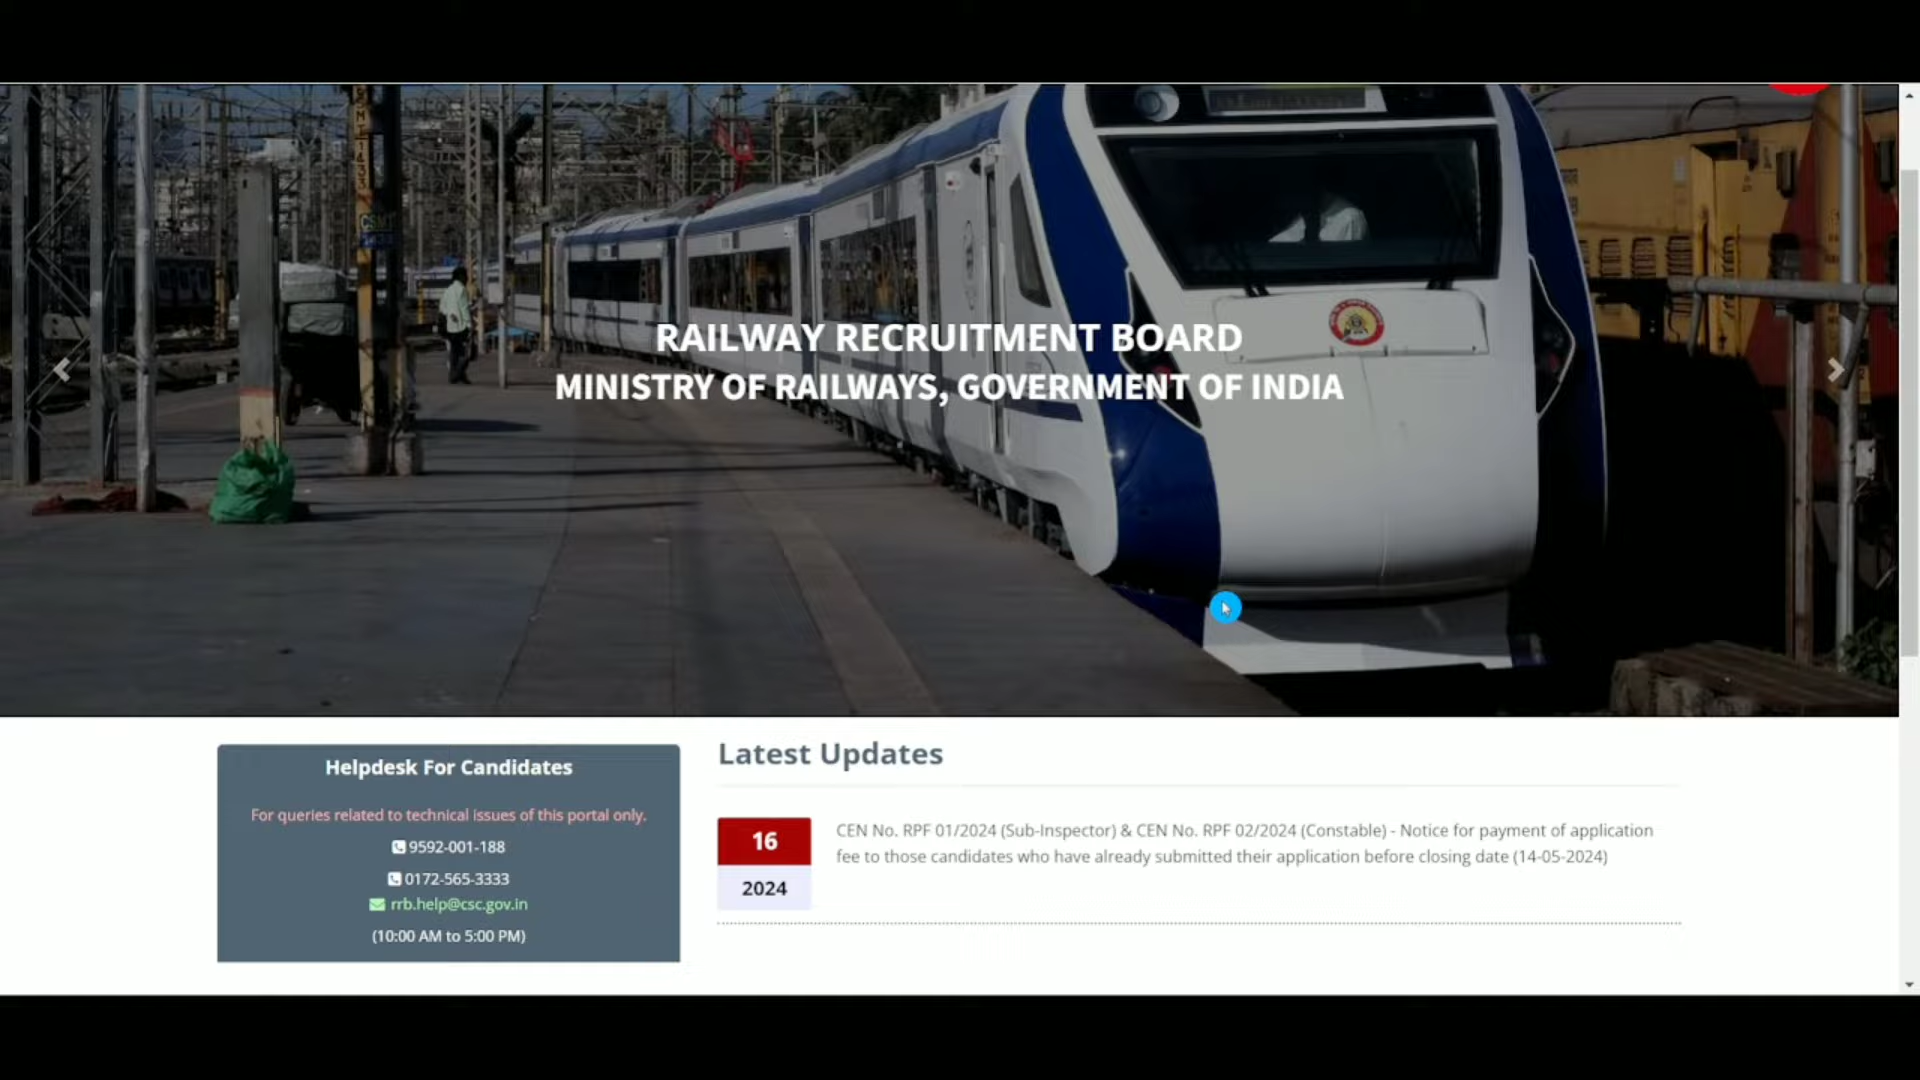 RAILWAY RECRUITMENT BOARD
MINISTRY OF RAILWAYS, GOVERNMENT OF INDIA
Helpdesk For Candidates
For queries related to technical issues of this portal only.
9592-001-188
0172-565-3333
rrb.help@csc.gov.in
(10:00 AM to 5:00 PM)
Latest Updates
16
2024
CEN No. RPF 01/2024 (Sub-Inspector) & CEN No. RPF 02/2024 (Constable) - Notice for payment of application
fee to those candidates who have already submitted their application before closing date (14-05-2024)